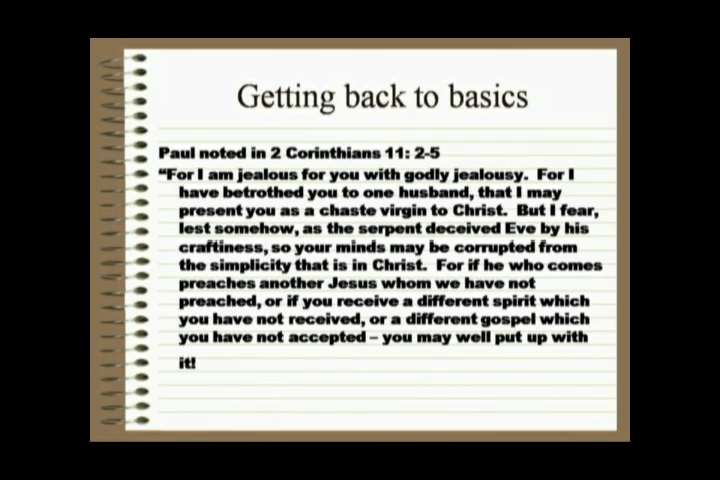 Getting back to basics
Paul noted in 2 Corinthians 11: 2-5
“For I am jealous for you with godly jealousy.  For I
have betrothed you to one husband, that I may
present you as a chaste virgin to Christ.  But I fear,
lest somehow, as the serpent deceived Eve by his
craftiness, so your minds may be corrupted from
the simplicity that is in Christ.  For if he who comes
preaches another Jesus whom we have not
preached, or if you receive a different spirit which
you have not received, or a different gospel which
you have not accepted – you may well put up with
it!